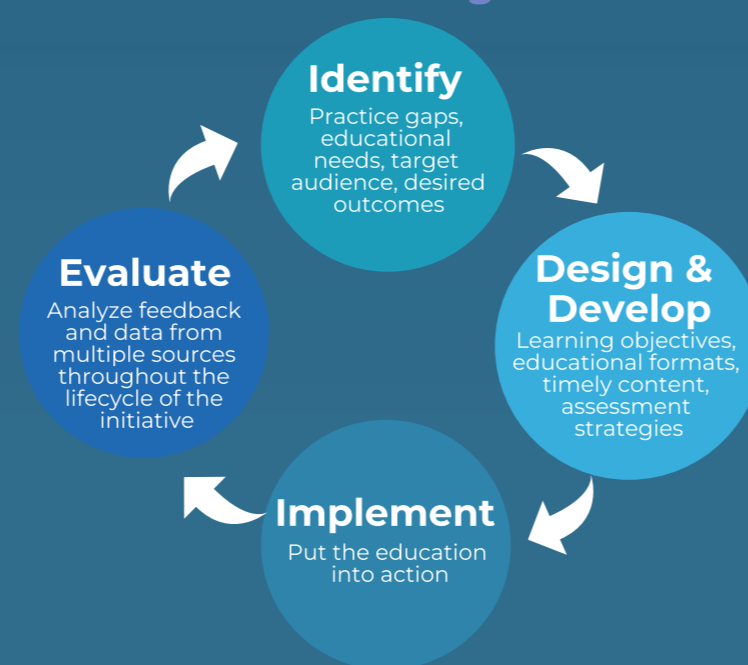 Identify
Practice gaps,
educational
needs, target
audience, desired
outcomes
Design &
Develop
Learning objectives,
educational formats,
timely content,
assessment
strategies
Implement
Put the education
into action
Evaluate
Analyze feedback
and data from
multiple sources
throughout the
lifecycle of the
initiative